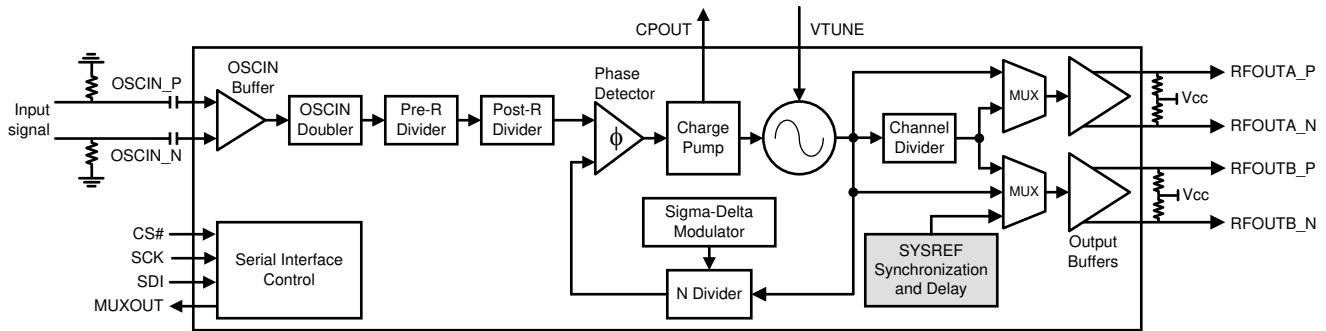 CPOUT
VTUNE
OSCIN_P
OSCIN
Buffer
Phase
Detector
RFOUTA_P
Input
signal
OSCIN
Doubler
Pre-R
Divider
Post-R
Divider
ϕ
Charge
Pump
Channel
Divider
MUX
Vcc
OSCIN_N
RFOUTA_N
RFOUTB_P
MUX
Vcc
RFOUTB_N
CS#
SCK
SDI
MUXOUT
Serial Interface
Control
Sigma-Delta
Modulator
N Divider
SYSREF
Synchronization
and Delay
Output
Buffers